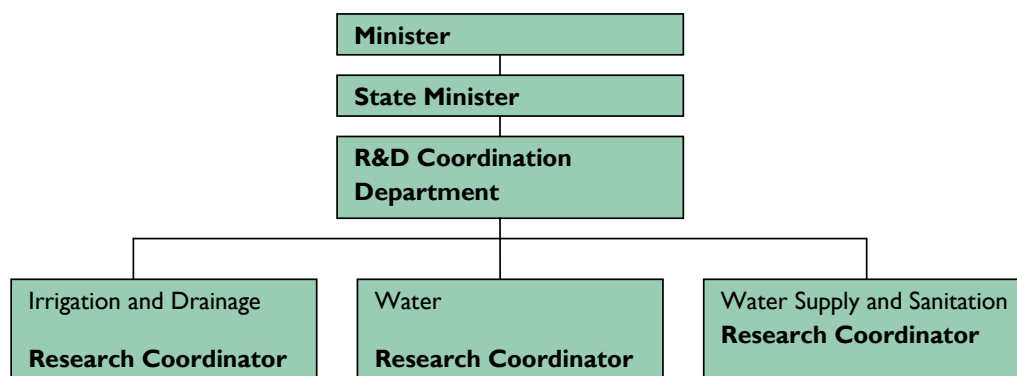 Minister
State Minister
R&D Coordination
Department
Irrigation and Drainage
Research Coordinator
Water
Research Coordinator
Water Supply and Sanitation
Research Coordinator